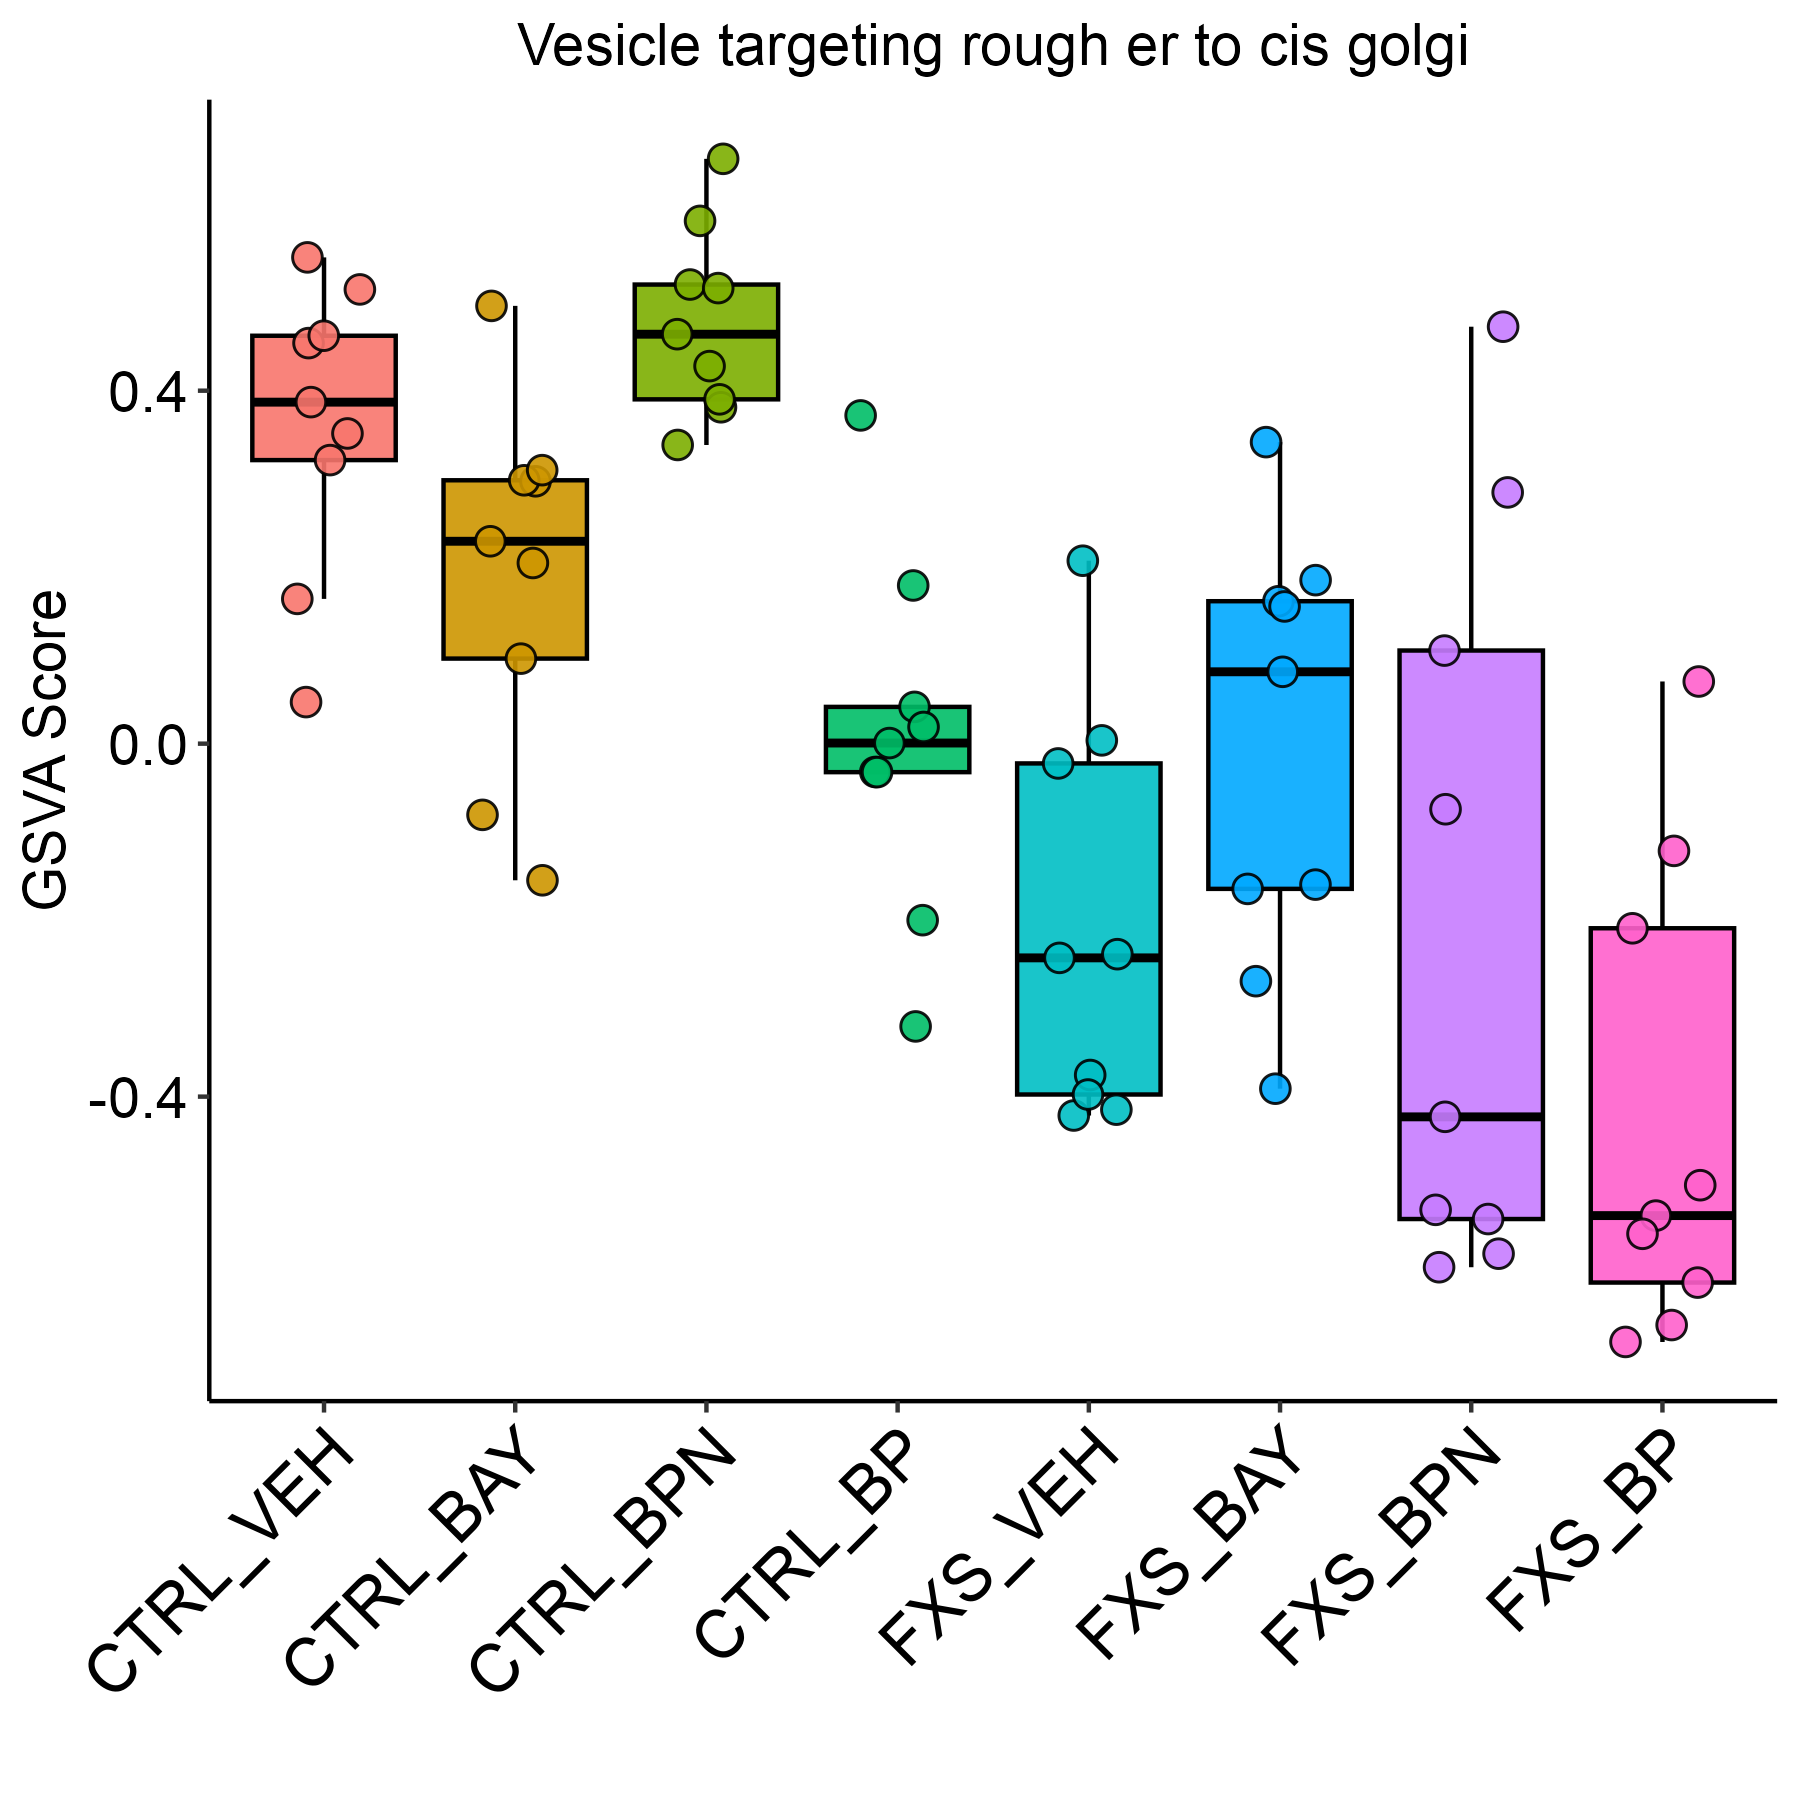 Vesicle targeting rough er to cis golgi
GSVA Score
0.4
0.0
-0.4
CTRL_VEH
CTRL_BAY
CTRL_BPN
CTRL_BP
FXS_VEH
FXS_BAY
FXS_BPN
FXS_BP